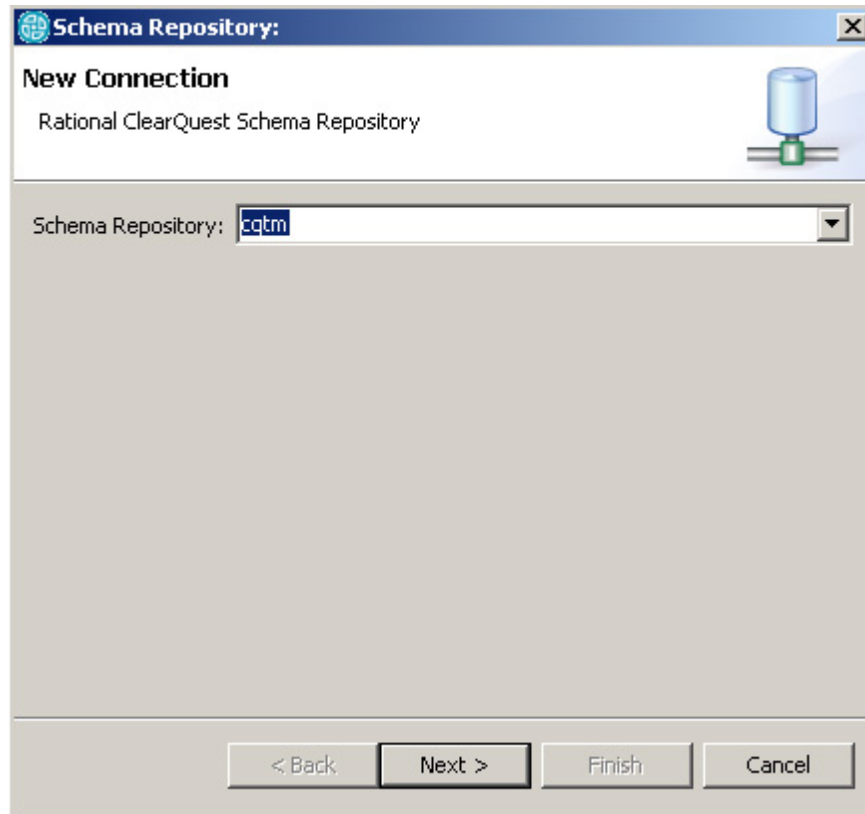 Schema Repository:
New Connection
Rational ClearQuest Schema Repository
Schema Repository: cqtm
< Back Next > Finish Cancel